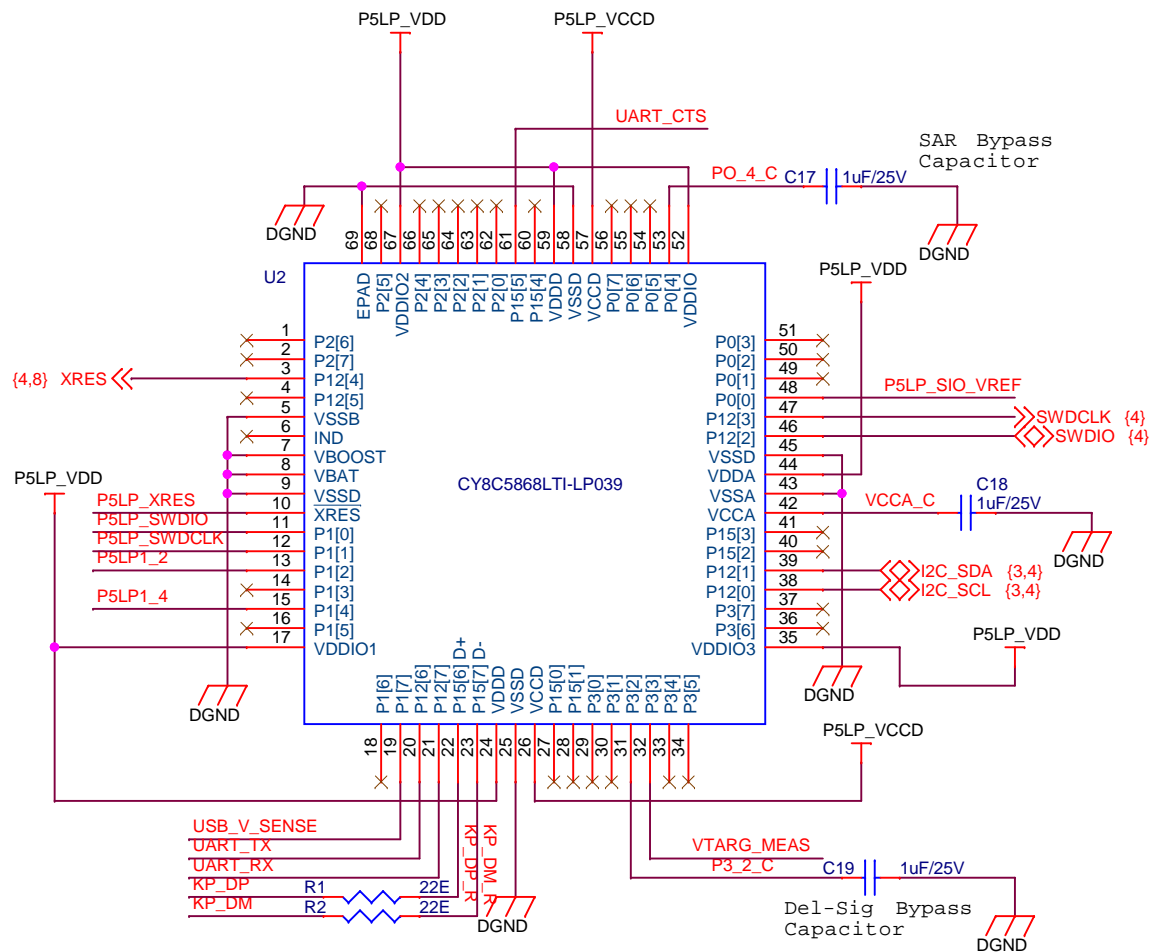 P5LP_VDD
P5LP_VCCD
UART_CTS
SAR Bypass
Capacitor
PO_4_C
C17
1uF/25V
DGND
DGND
69
68
67
66
65
64
63
62
61
60
59
58
57
56
55
54
53
52
U2
EPAD
P2[5]
VDDIO2
P2[4]
P2[3]
P2[2]
P2[1]
P2[0]
P15[5]
P15[4]
VDDD
VSSD
VCCD
P0[7]
P0[6]
P0[5]
P0[4]
VDDIO
P5LP_VDD
1 P2[6]
2 P2[7]
{4,8} XRES 3 P12[4]
4 P12[5]
5 VSSB
6 IND
7 VBOOST
8 VBAT
9 VSSD
P5LP_VDD
P5LP_XRES 10 XRES
P5LP_SWDIO 11 P1[0]
P5LP_SWDCLK 12 P1[1]
P5LP1_2 13 P1[2]
14 P1[3]
P5LP1_4 15 P1[4]
16 P1[5]
17 VDDIO1
DGND
CY8C5868LTI-LP039
P0[3] 51
P0[2] 50
P0[1] 49
P0[0] 48 P5LP_SIO_VREF
P12[3] 47 SWDCLK {4}
P12[2] 46 SWDIO {4}
VSSD 45
VDDA 44
VSSA 43
VCCA 42 VCCA_C C18 1uF/25V
DGND
P15[3] 41
P15[2] 40
P12[1] 39 I2C_SDA {3,4}
P12[0] 38 I2C_SCL {3,4}
P3[7] 37
P3[6] 36
VDDIO3 35
P5LP_VDD
DGND
P1[6]
P1[7]
P12[6]
P12[7]
P15[6] D+
P15[7] D-
VDDD
VSSD
VCCD
P15[0]
P15[1]
P3[0]
P3[1]
P3[2]
P3[3]
P3[4]
P3[5]
18
19
20
21
22
23
24
25
26
27
28
29
30
31
32
33
34
P5LP_VCCD
USB_V_SENSE
UART_TX
UART_RX
KP_DP R1 22E
KP_DM R2 22E
KP_DP_R
KP_DM_R
DGND
VTARG_MEAS
P3_2_C
C19
1uF/25V
Del-Sig Bypass
Capacitor
DGND